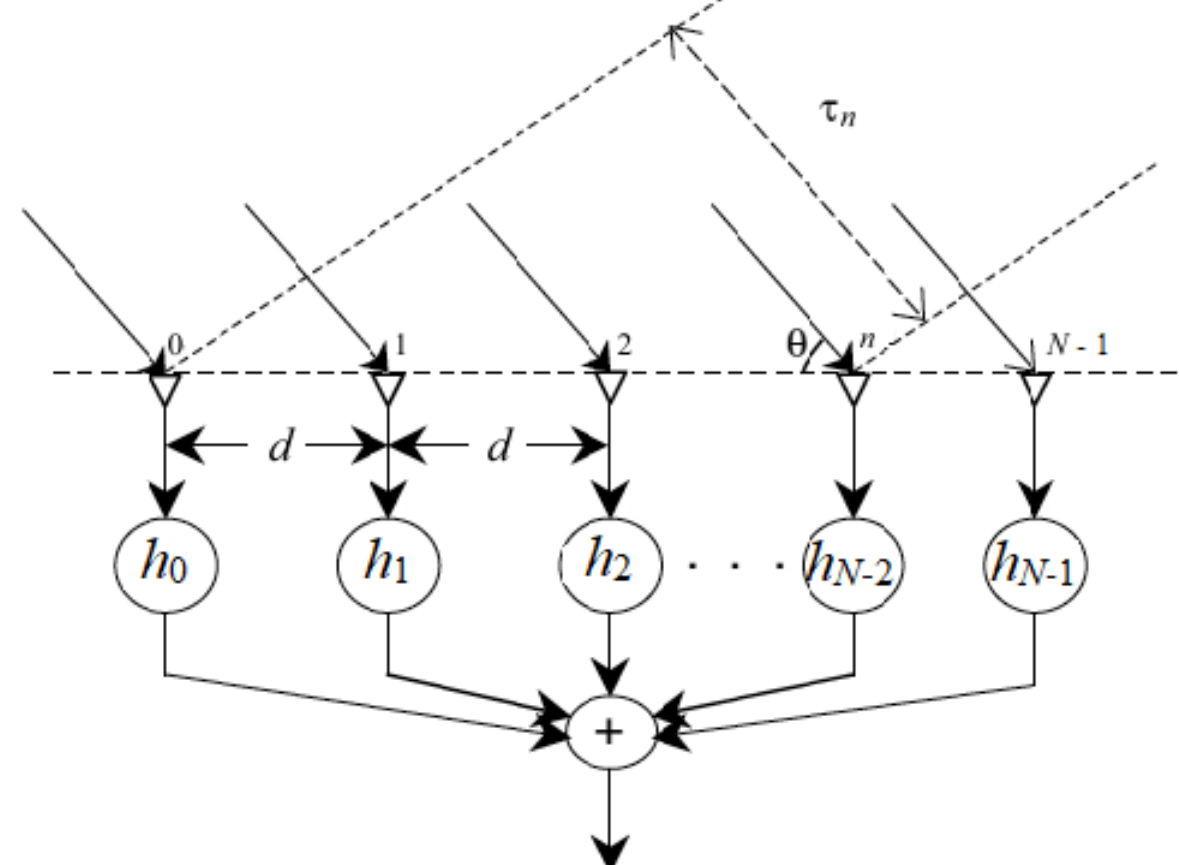 τn
0 1 2 θ n N - 1
d d
h0 h1 h2 . . . hN-2 hN-1
+